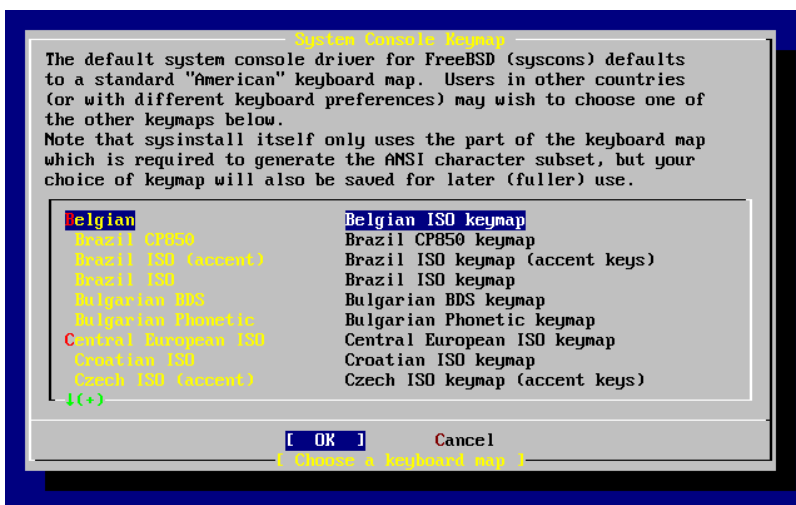 System Console Keymap
The default system console driver for FreeBSD (syscons) defaults
to a standard "American" keyboard map.  Users in other countries
(or with different keyboard preferences) may wish to choose one of
the other keymaps below.
Note that sysinstall itself only uses the part of the keyboard map
which is required to generate the ANSI character subset, but your
choice of keymap will also be saved for later (fuller) use.
Belgian Belgian ISO keymap
Brazil CP850 Brazil CP850 keymap
Brazil ISO (accent) Brazil ISO keymap (accent keys)
Brazil ISO Brazil ISO keymap
Bulgarian BDS Bulgarian BDS keymap
Bulgarian Phonetic Bulgarian Phonetic keymap
Central European ISO Central European ISO keymap
Croatian ISO Croatian ISO keymap
Czech ISO (accent) Czech ISO keymap (accent keys)
↓(+)
[ OK ] Cancel
[ Choose a keyboard map ]